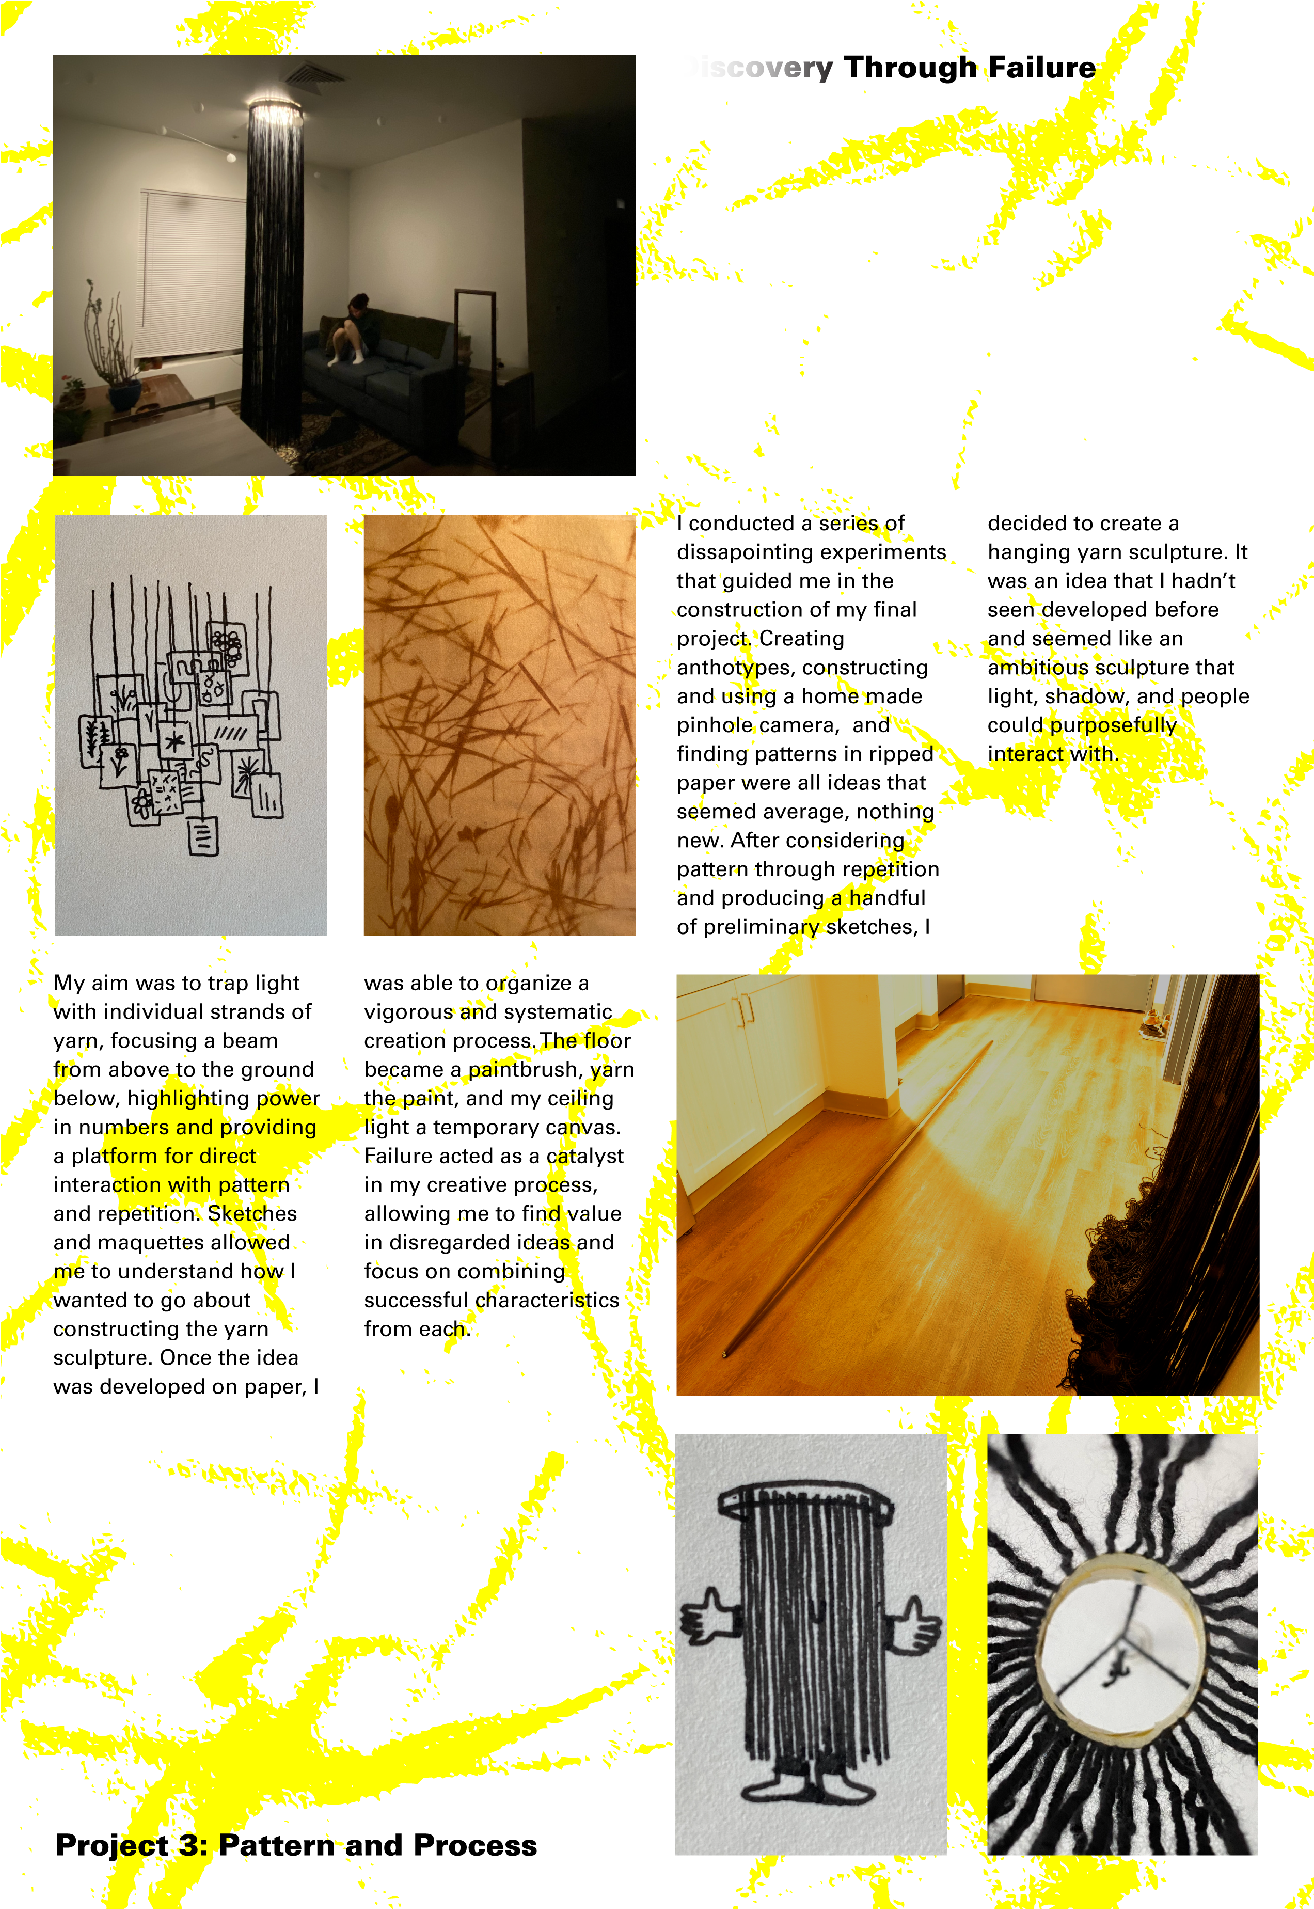 Discovery Through Failure
I conducted a series of
dissapointing experiments
that guided me in the
construction of my final
project. Creating
anthotypes, constructing
and using a home made
pinhole camera, and
finding patterns in ripped
paper were all ideas that
seemed average, nothing
new. After considering
pattern through repetition
and producing a handful
of preliminary sketches, I
decided to create a
hanging yarn sculpture. It
was an idea that I hadn't
seen developed before
and seemed like an
ambitious sculpture that
light, shadow, and people
could purposefully
interact with.
My aim was to trap light
with individual strands of
yarn, focusing a beam
from above to the ground
below, highlighting power
in numbers and providing
a platform for direct
interaction with pattern
and repetition. Sketches
and maquettes allowed
me to understand how I
wanted to go about
constructing the yarn
sculpture. Once the idea
was developed on paper, I
was able to organize a
vigorous and systematic
creation process. The floor
became a paintbrush, yarn
the paint, and my ceiling
light a temporary canvas.
Failure acted as a catalyst
in my creative process,
allowing me to find value
in disregarded ideas and
focus on combining
successful characteristics
from each.
Project 3: Pattern and Process